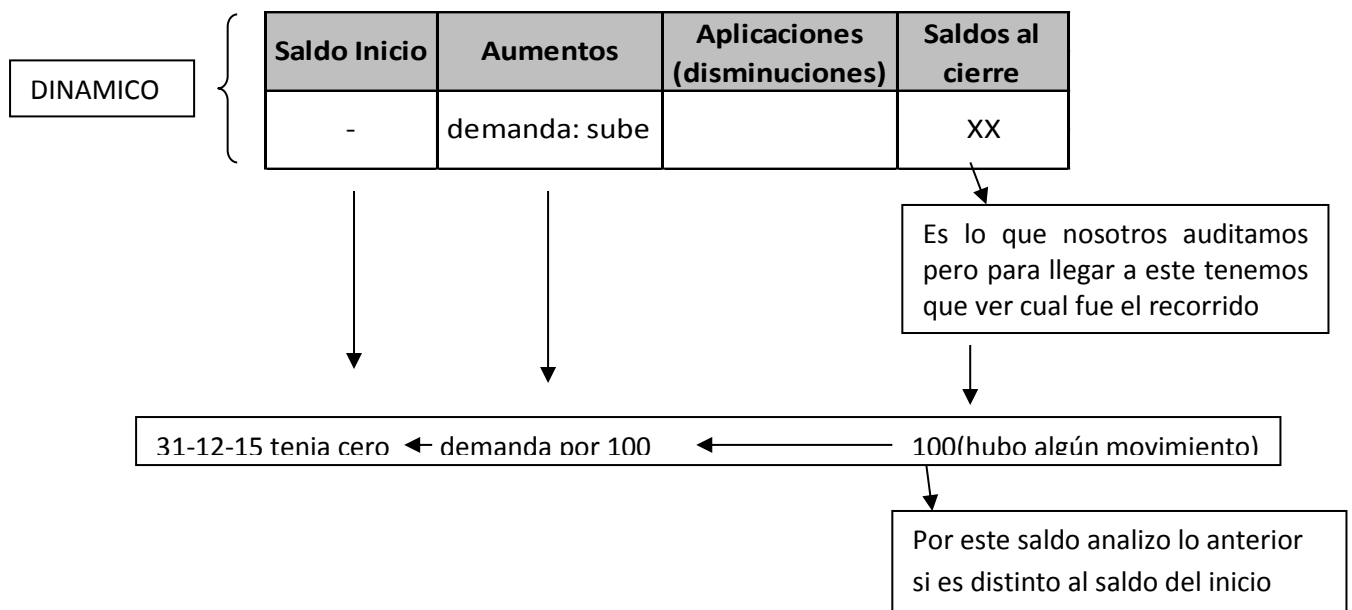 Saldo Inicio Aumentos Aplicaciones (disminuciones) Saldos al cierre
DINAMICO
- demanda: sube XX
Es lo que nosotros auditamos
pero para llegar a este tenemos
que ver cual fue el recorrido
31-12-15 tenia cero demanda por 100 100(hubo algún movimiento)
Por este saldo analizo lo anterior
si es distinto al saldo del inicio